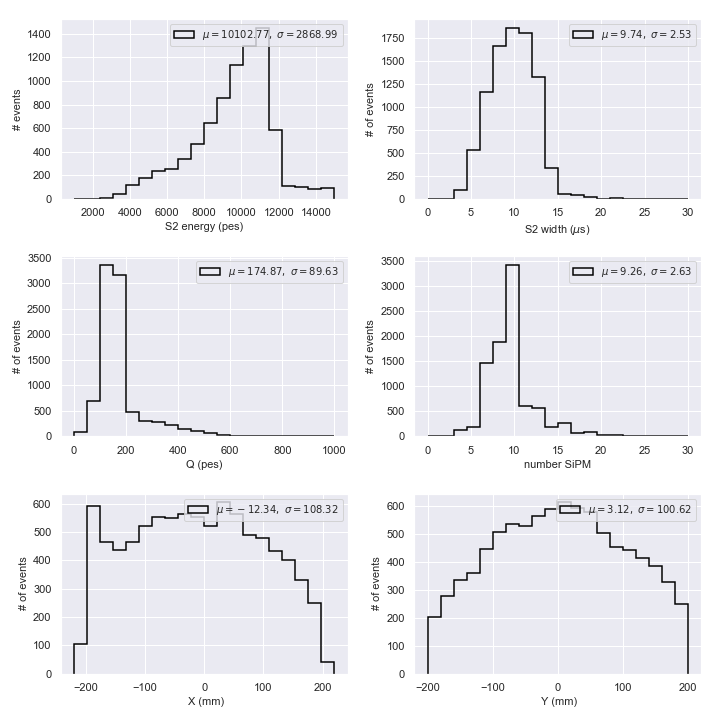 μ = 10102.77, σ = 2868.99
# events
1400
1200
1000
800
600
400
200
0
2000 4000 6000 8000 10000 12000 14000
S2 energy (pes)
μ = 9.74, σ = 2.53
# of events
1750
1500
1250
1000
750
500
250
0
0 5 10 15 20 25 30
S2 width (μs)
μ = 174.87, σ = 89.63
# of events
3500
3000
2500
2000
1500
1000
500
0
0 200 400 600 800 1000
Q (pes)
μ = 9.26, σ = 2.63
# of events
3500
3000
2500
2000
1500
1000
500
0
0 5 10 15 20 25 30
number SiPM
μ = −12.34, σ = 108.32
# of events
600
500
400
300
200
100
0
−200 −100 0 100 200
X (mm)
μ = 3.12, σ = 100.62
# of events
600
500
400
300
200
100
0
−200 −100 0 100 200
Y (mm)